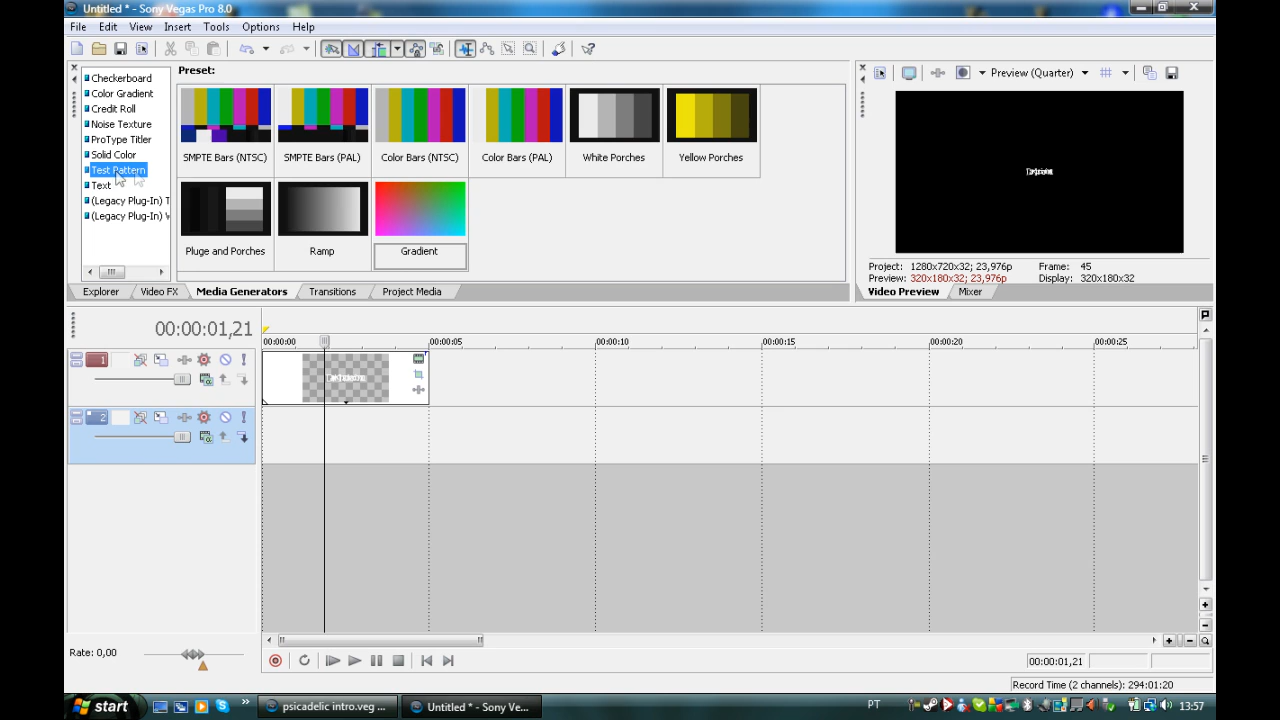 Untitled * - Sony Vegas Pro 8.0
File Edit View Insert Tools Options Help
Checkerboard
Color Gradient
Credit Roll
Noise Texture
ProType Titler
Solid Color
Test Pattern
Text
(Legacy Plug-In) T
(Legacy Plug-In)
Preset:
SMPTE Bars (NTSC)
SMPTE Bars (PAL)
Color Bars (NTSC)
Color Bars (PAL)
White Porches
Yellow Porches
Pluge and Porches
Ramp
Gradient
Explorer Video FX Media Generators Transitions Project Media
Preview (Quarter)
Project: 1280x720x32; 23,976p Frame: 45
Preview: 320x180x32; 23,976p Display: 320x180x32
Video Preview Mixer
00:00:01,21
00:00:00 00:00:05 00:00:10 00:00:15 00:00:20 00:00:25
1
2
Rate: 0,00
00:00:01,21
Record Time (2 channels): 294:01:20
start
psicadelic intro.veg ...
Untitled * - Sony Ve...
PT
13:57